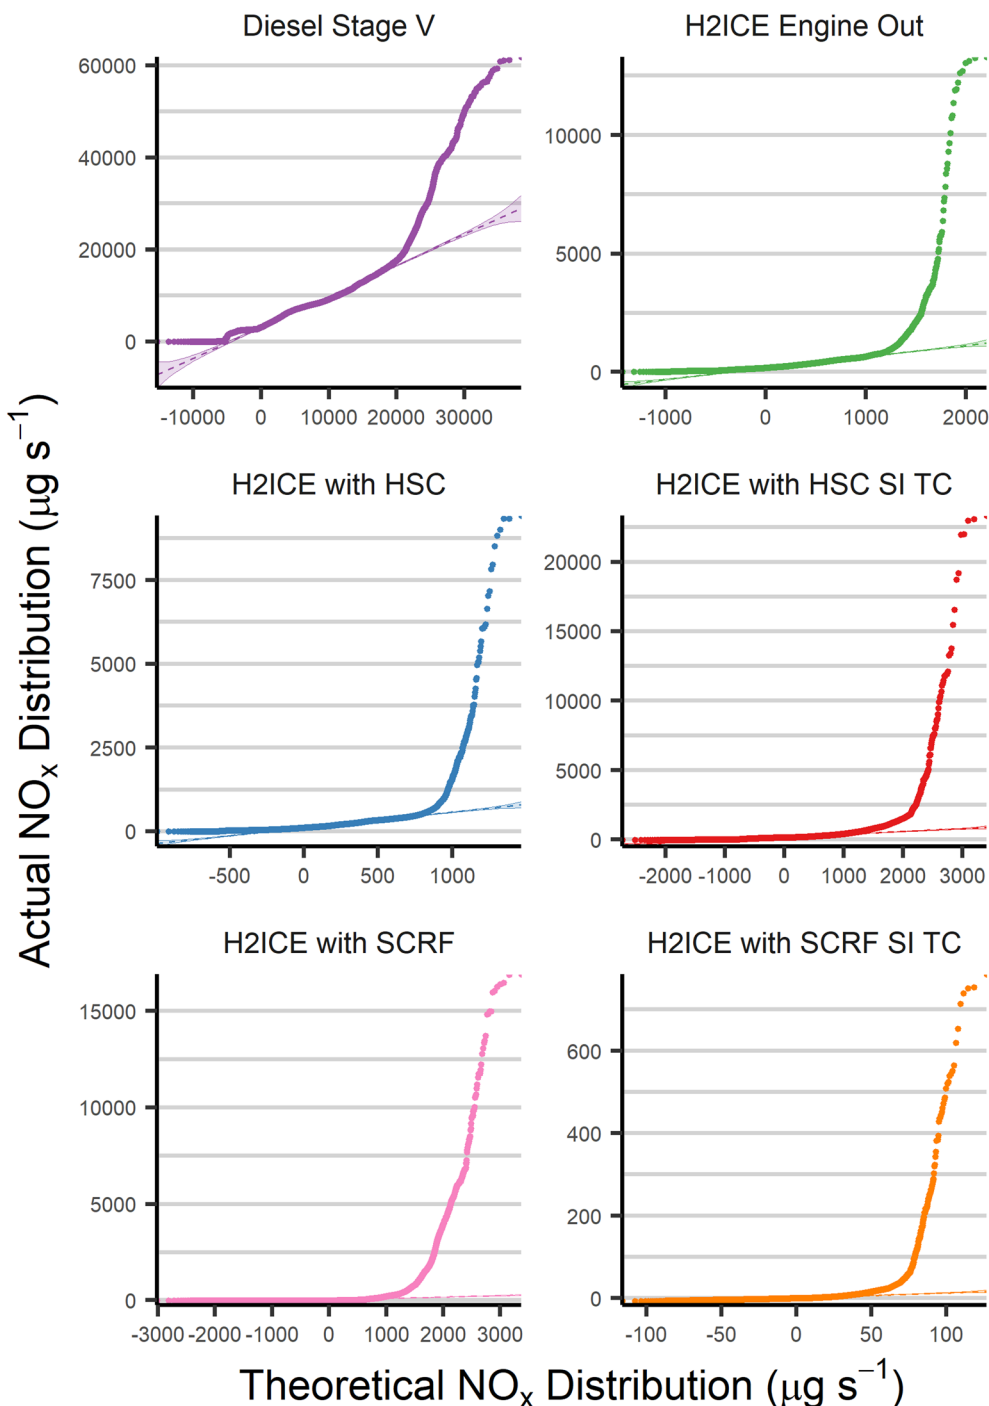 Diesel Stage V
H2ICE Engine Out
60000
40000
20000
0
-10000 0 10000 20000 30000
10000
5000
0
-1000 0 1000 2000
H2ICE with HSC
H2ICE with HSC SI TC
7500
5000
2500
0
-500 0 500 1000
20000
15000
10000
5000
0
-2000 -1000 0 1000 2000 3000
H2ICE with SCRF
H2ICE with SCRF SI TC
15000
10000
5000
0
-3000 -2000 -1000 0 1000 2000 3000
600
400
200
0
-100 -50 0 50 100
Actual NOₓ Distribution (μg s⁻¹)
Theoretical NOₓ Distribution (μg s⁻¹)